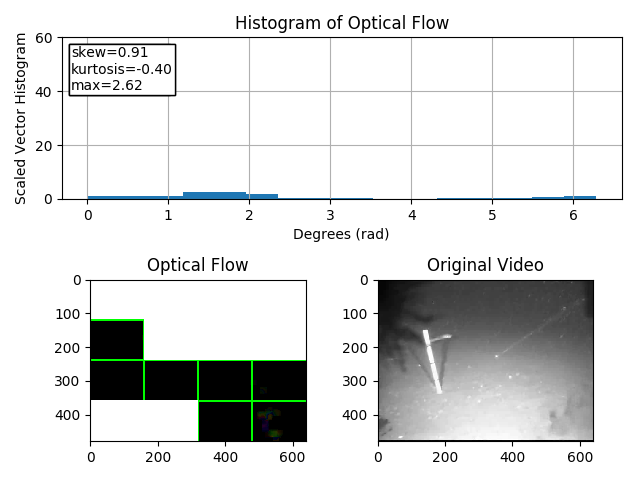 Histogram of Optical Flow
60
40
20
0
Scaled Vector Histogram
skew=0.91
kurtosis=-0.40
max=2.62
0 1 2 3 4 5 6
Degrees (rad)
Optical Flow
0
100
200
300
400
0 200 400 600
Original Video
0
100
200
300
400
0 200 400 600